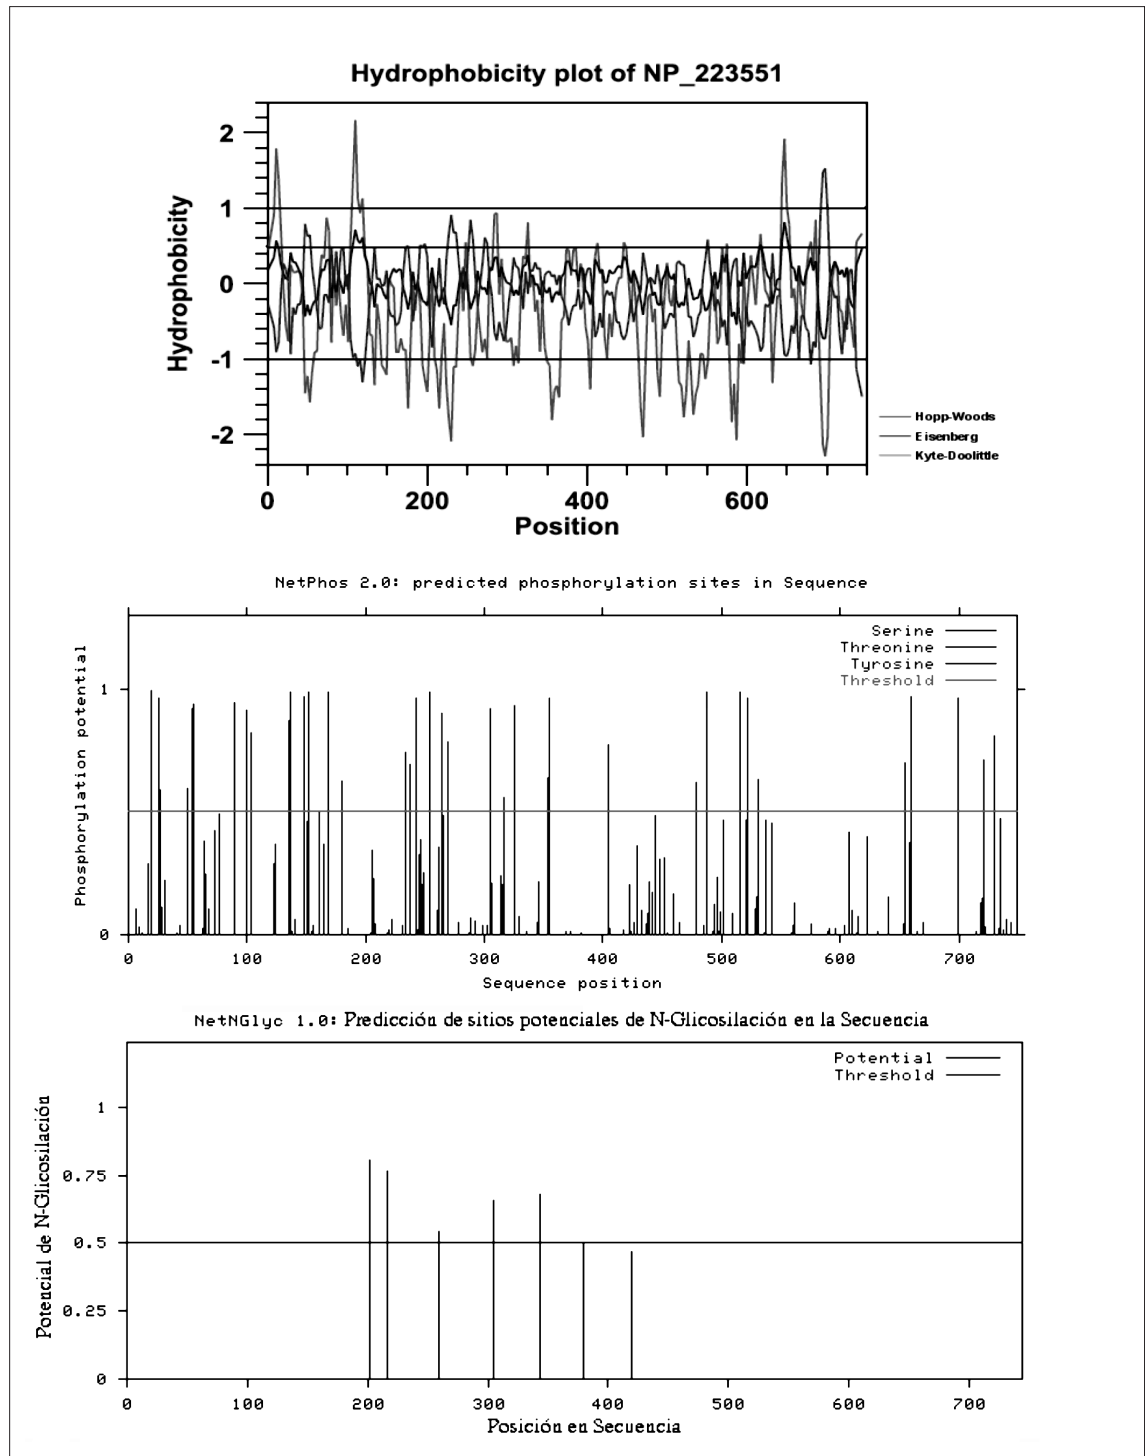 Hydrophobicity plot of NP_223551
2
1
0
-1
-2
Hydrophobicity
0 200 400 600
Position
Hopp-Woods
Eisenberg
Kyte-Doolittle
NetPhos 2.0: predicted phosphorylation sites in Sequence
Serine
Threonine
Tyrosine
Threshold
Phosphorylation potential
1
0
0 100 200 300 400 500 600 700
Sequence position
NetNGlyc 1.0: Predicción de sitios potenciales de N-Glicosilación en la Secuencia
Potential
Threshold
Potencial de N-Glicosilación
1
0.75
0.5
0.25
0
0 100 200 300 400 500 600 700
Posición en Secuencia